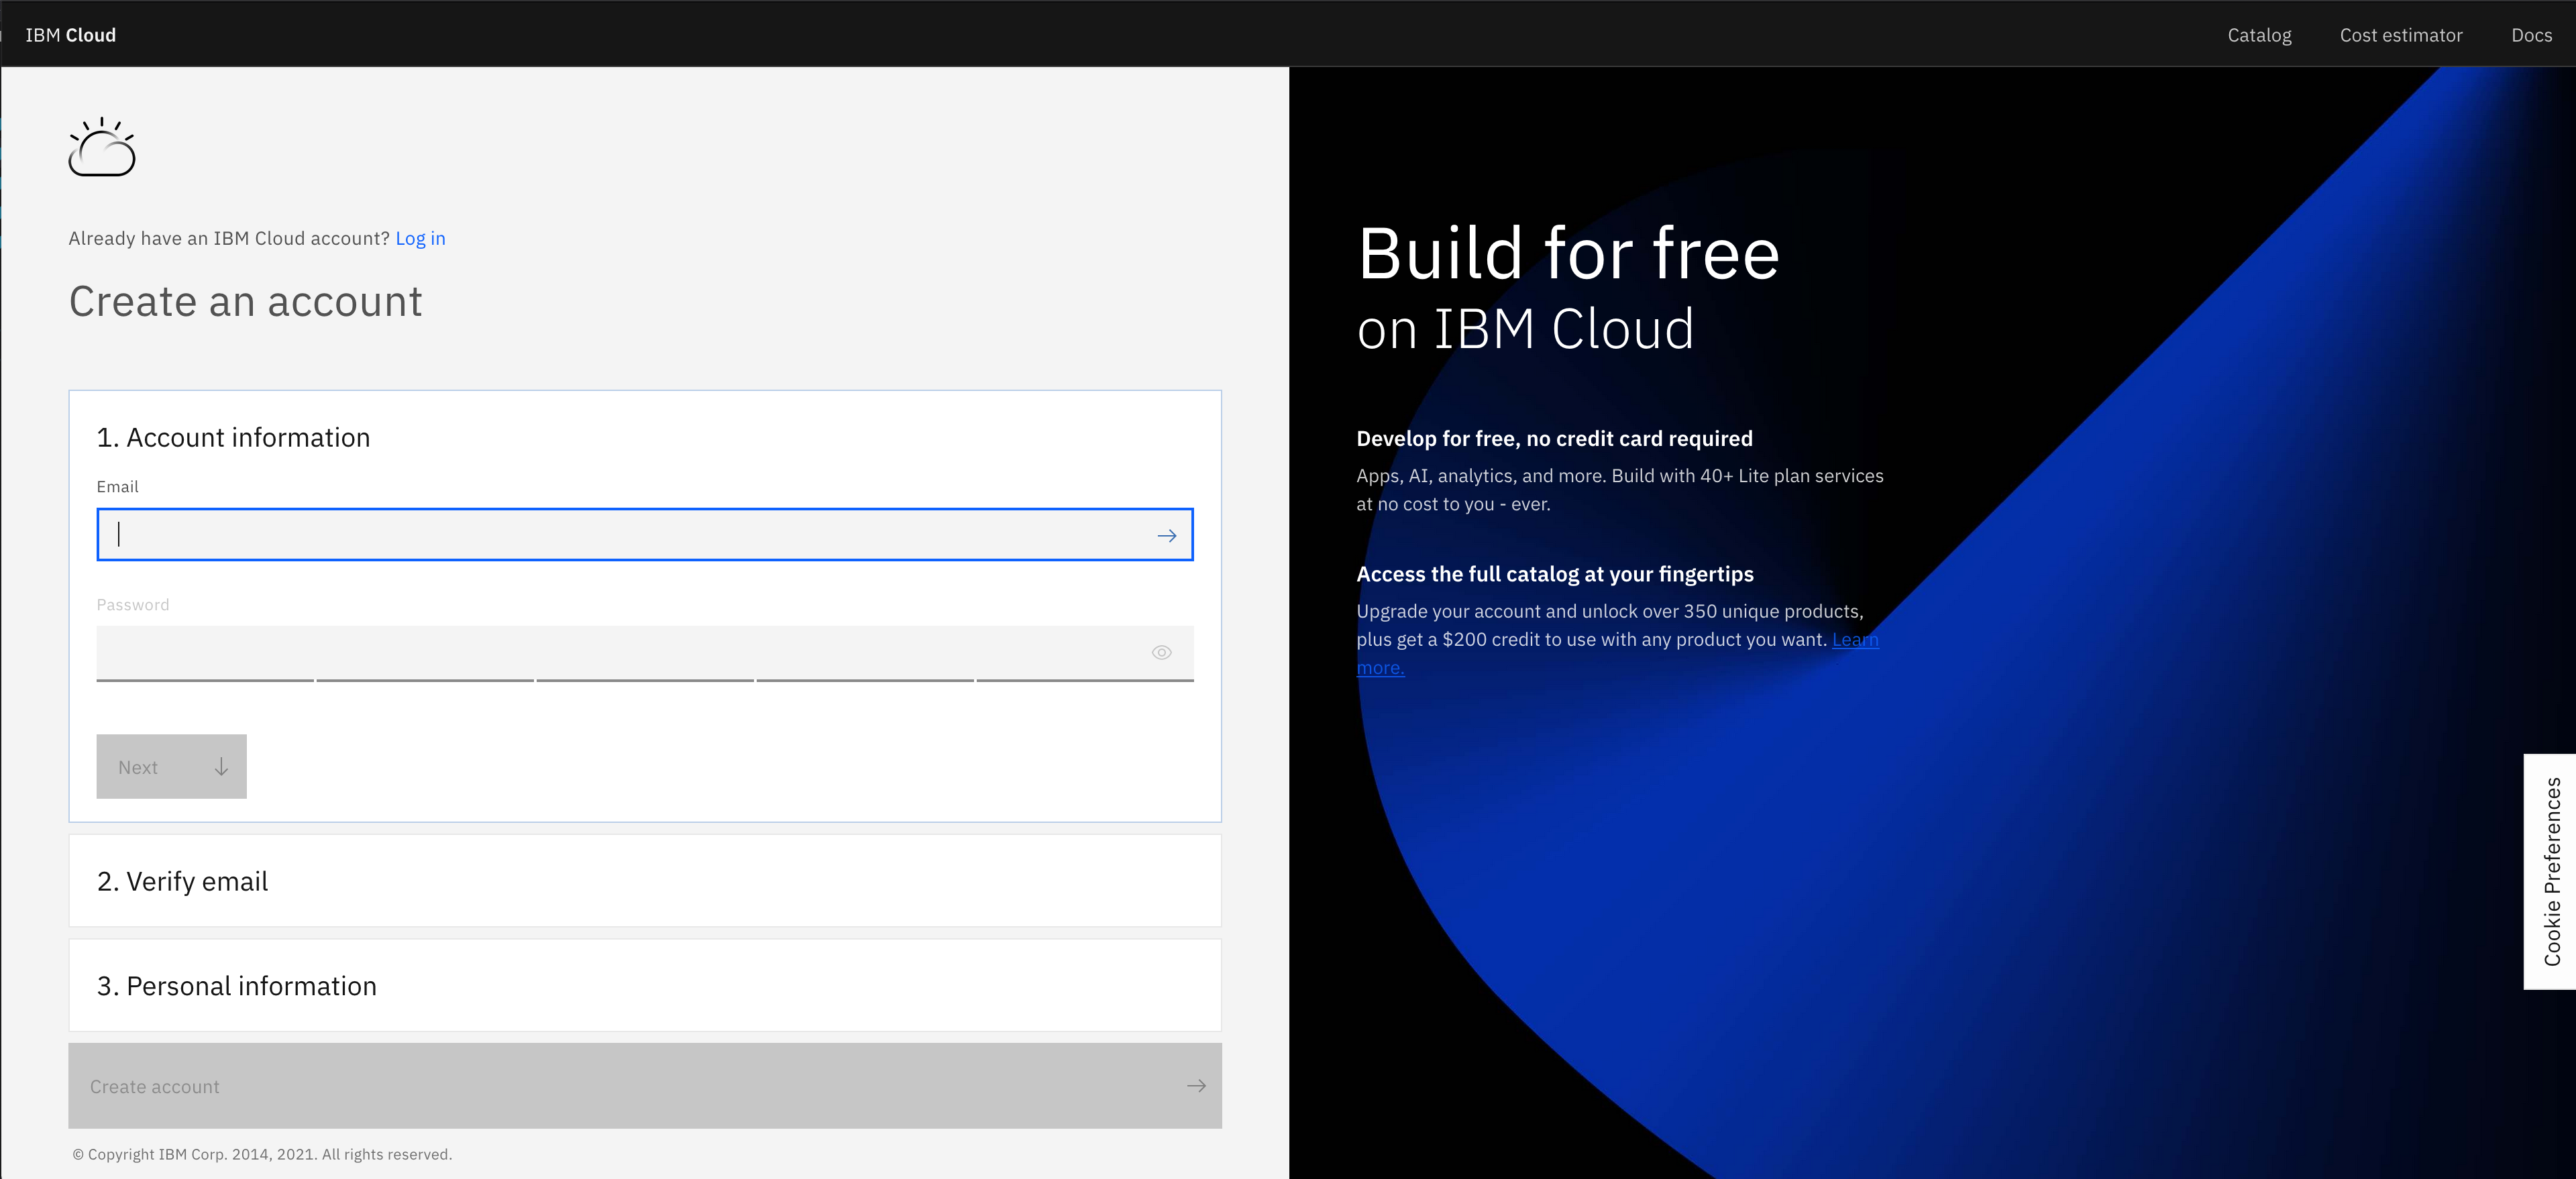 IBM Cloud
Catalog
Cost estimator
Docs
Already have an IBM Cloud account? Log in
Create an account
1. Account information
Email
Password
Next
2. Verify email
3. Personal information
Create account
© Copyright IBM Corp. 2014, 2021. All rights reserved.
Build for free
on IBM Cloud
Develop for free, no credit card required
Apps, AI, analytics, and more. Build with 40+ Lite plan services
at no cost to you - ever.
Access the full catalog at your fingertips
Upgrade your account and unlock over 350 unique products,
plus get a $200 credit to use with any product you want. Learn
more.
Cookie Preferences